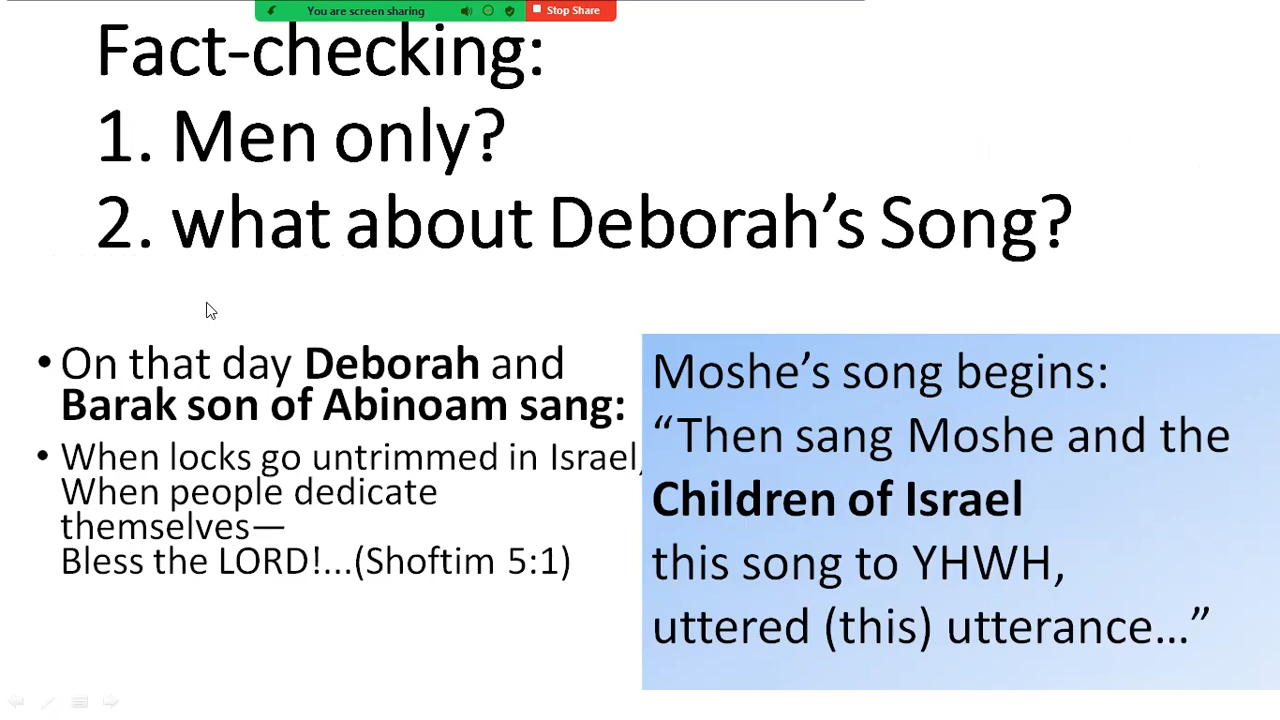 You are screen sharing
Stop Share
Fact-checking:
1. Men only?
2. what about Deborah’s Song?
• On that day Deborah and
Barak son of Abinoam sang:
• When locks go untrimmed in Israel,
When people dedicate
themselves—
Bless the LORD!...(Shoftim 5:1)
Moshe’s song begins:
“Then sang Moshe and the
Children of Israel
this song to YHWH,
uttered (this) utterance…”